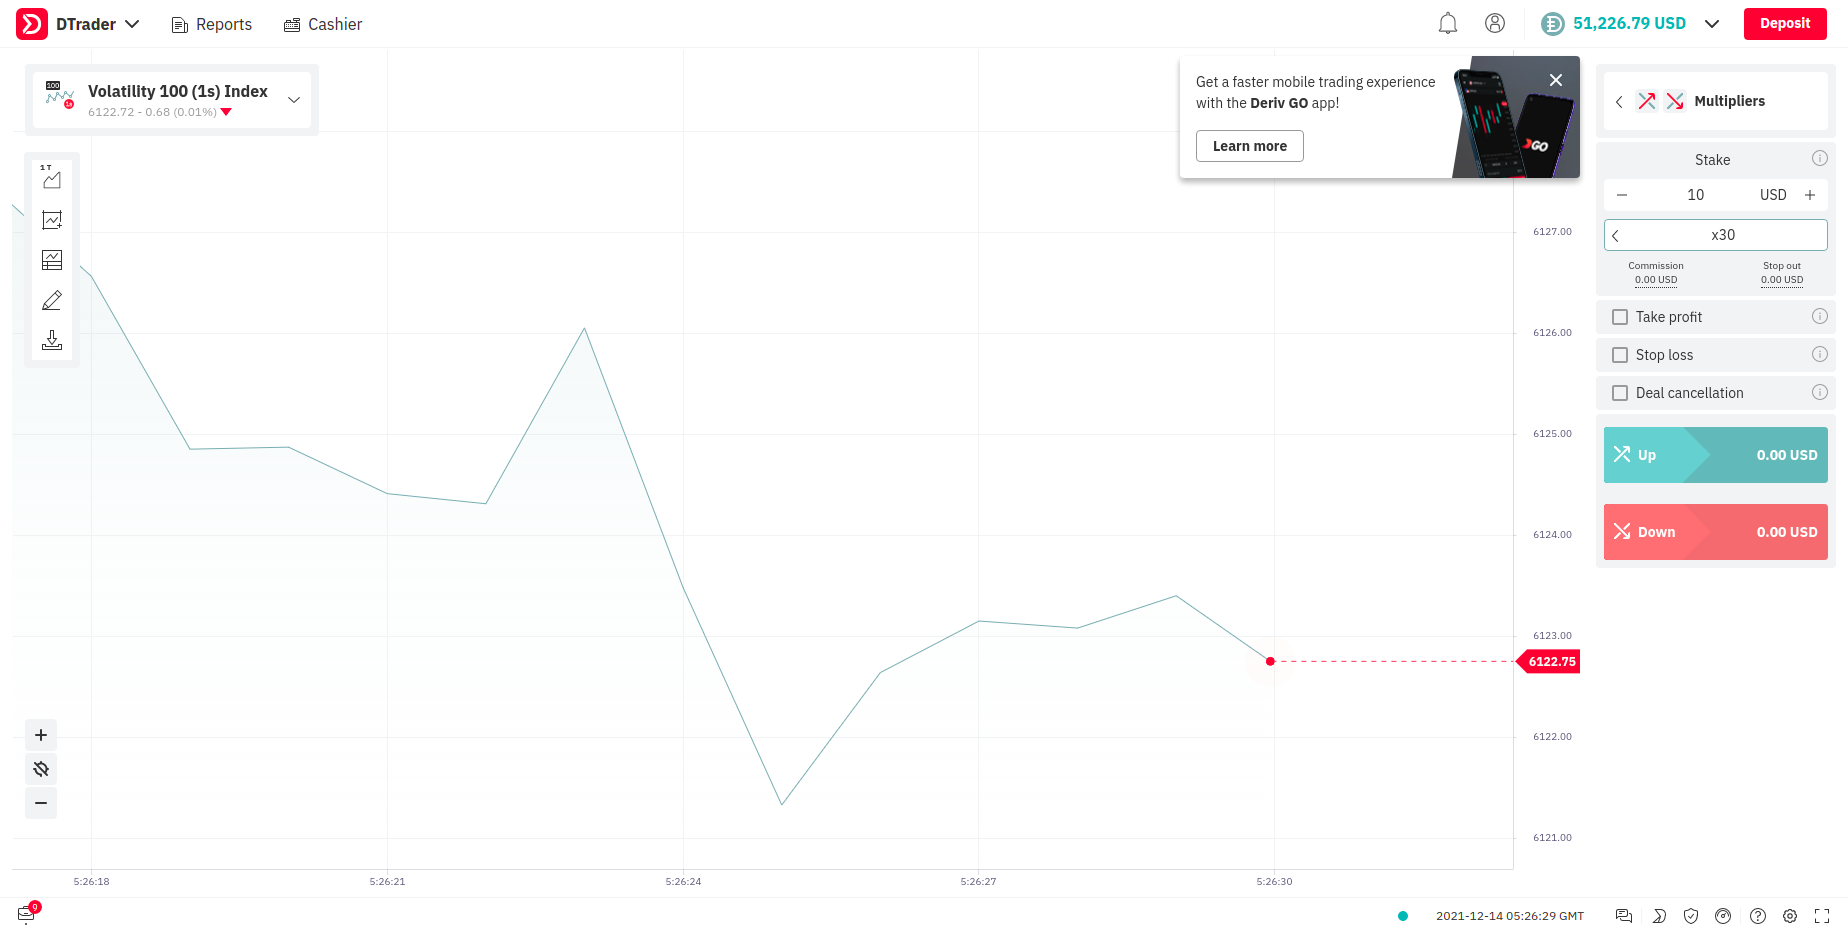 DTrader
Reports
Cashier
51,226.79 USD
Deposit
100
1s
Volatility 100 (1s) Index
6122.72 - 0.68 (0.01%)
Get a faster mobile trading experience
with the Deriv GO app!
Learn more
GO
Multipliers
Stake
10
USD
x30
Commission
0.00 USD
Stop out
0.00 USD
Take profit
Stop loss
Deal cancellation
Up
0.00 USD
Down
0.00 USD
1T
6127.00
6126.00
6125.00
6124.00
6123.00
6122.75
6122.00
6121.00
5:26:18
5:26:21
5:26:24
5:26:27
5:26:30
9
2021-12-14 05:26:29 GMT